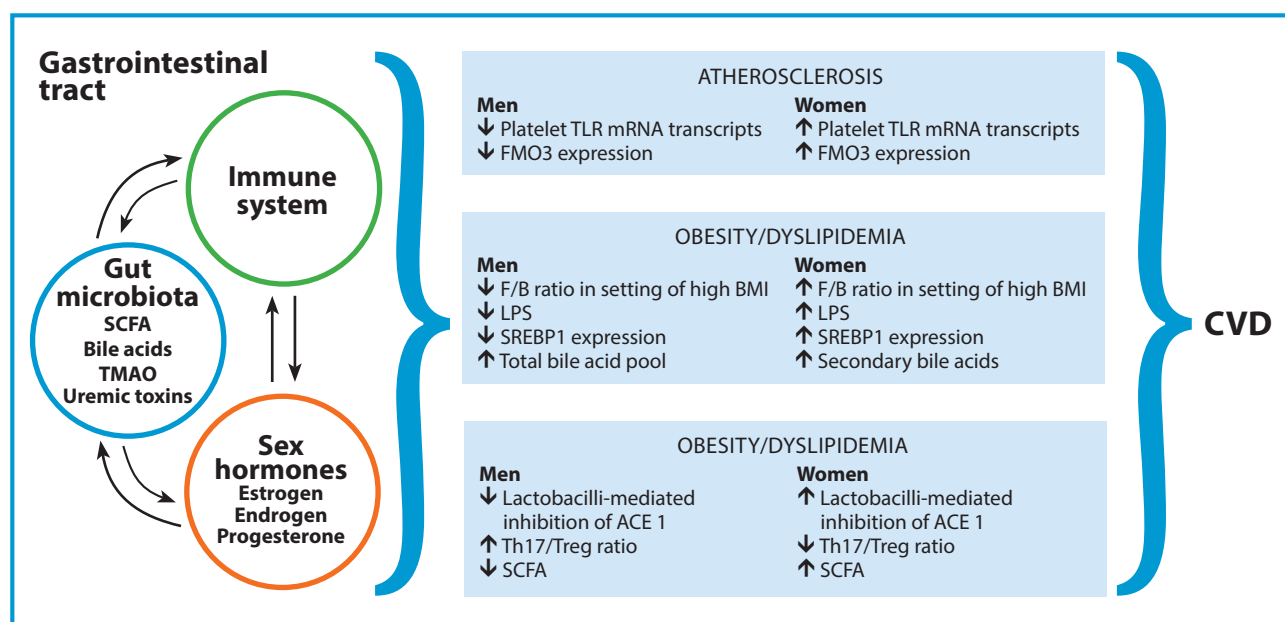 Gastrointestinal
tract
Immune
system
Gut
microbiota
SCFA
Bile acids
TMAO
Uremic toxins
Sex
hormones
Estrogen
Endrogen
Progesterone
ATHEROSCLEROSIS
Men
↓ Platelet TLR mRNA transcripts
↓ FMO3 expression
Women
↑ Platelet TLR mRNA transcripts
↑ FMO3 expression
OBESITY/DYSLIPIDEMIA
Men
↓ F/B ratio in setting of high BMI
↓ LPS
↓ SREBP1 expression
↑ Total bile acid pool
Women
↑ F/B ratio in setting of high BMI
↑ LPS
↑ SREBP1 expression
↑ Secondary bile acids
OBESITY/DYSLIPIDEMIA
Men
↓ Lactobacilli-mediated
inhibition of ACE 1
↑ Th17/Treg ratio
↓ SCFA
Women
↑ Lactobacilli-mediated
inhibition of ACE 1
↓ Th17/Treg ratio
↑ SCFA
CVD